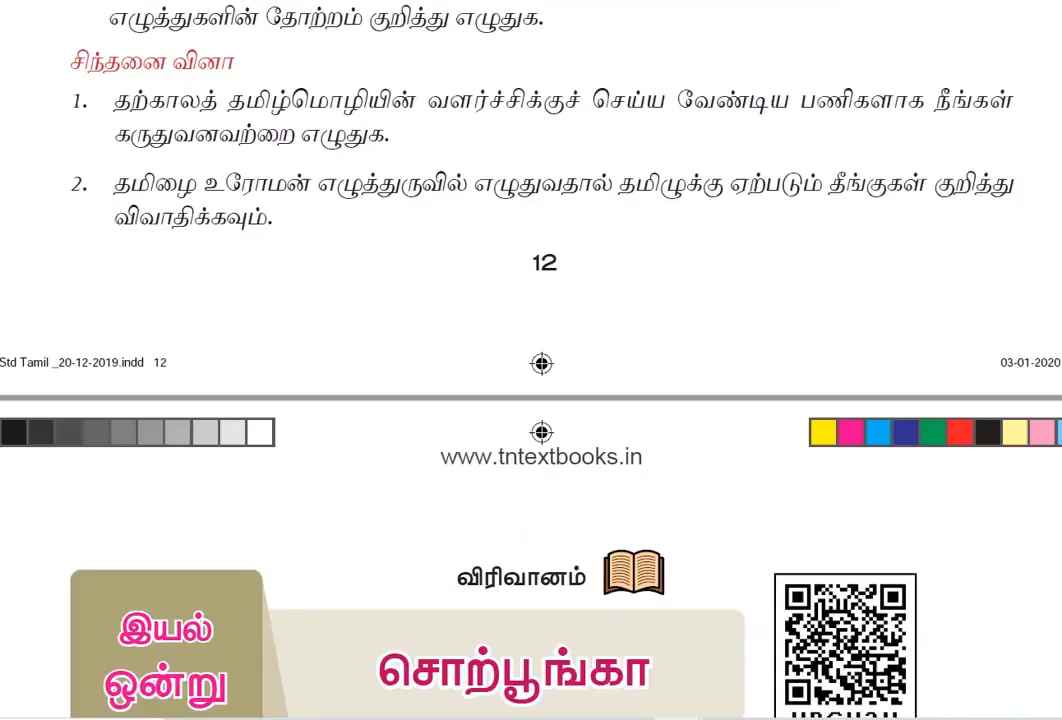 எழுத்துகளின் தோற்றம் குறித்து எழுதுக.
சிந்தனை வினா
1. தற்காலத் தமிழ்மொழியின் வளர்ச்சிக்குச் செய்ய வேண்டிய பணிகளாக நீங்கள்
கருதுவனவற்றை எழுதுக.
2. தமிழை உரோமன் எழுத்துருவில் எழுதுவதால் தமிழுக்கு ஏற்படும் தீங்குகள் குறித்து
விவாதிக்கவும்.
12
Std Tamil _20-12-2019.indd 12
03-01-2020
www.tntextbooks.in
விரிவானம்
இயல்
ஒன்று
சொற்பூங்கா